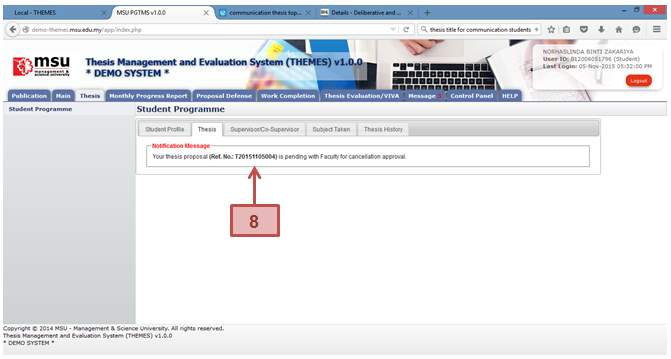 Local - THEMES
MSU PGTMS v1.0.0
communication thesis top...
Details - Deliberative and ...
demo-themes.msu.edu.my/app/index.php
thesis title for communication students
msu
management &
science university
Thesis Management and Evaluation System (THEMES) v1.0.0
* DEMO SYSTEM *
NORHASLINDA BINTI ZAKARIYA
User ID: 012006051796 (Student)
Last Login: 05-Nov-2015 05:32:00 PM
Logout
Publication Main Thesis Monthly Progress Report Proposal Defense Work Completion Thesis Evaluation/VIVA Message Control Panel HELP
Student Programme
Student Programme
Student Profile Thesis Supervisor/Co-Supervisor Subject Taken Thesis History
Notification Message
Your thesis proposal (Ref. No.: T20151105004) is pending with Faculty for cancellation approval.
8
Copyright © 2014 MSU - Management & Science University. All rights reserved.
Thesis Management and Evaluation System (THEMES) v1.0.0
* DEMO SYSTEM *